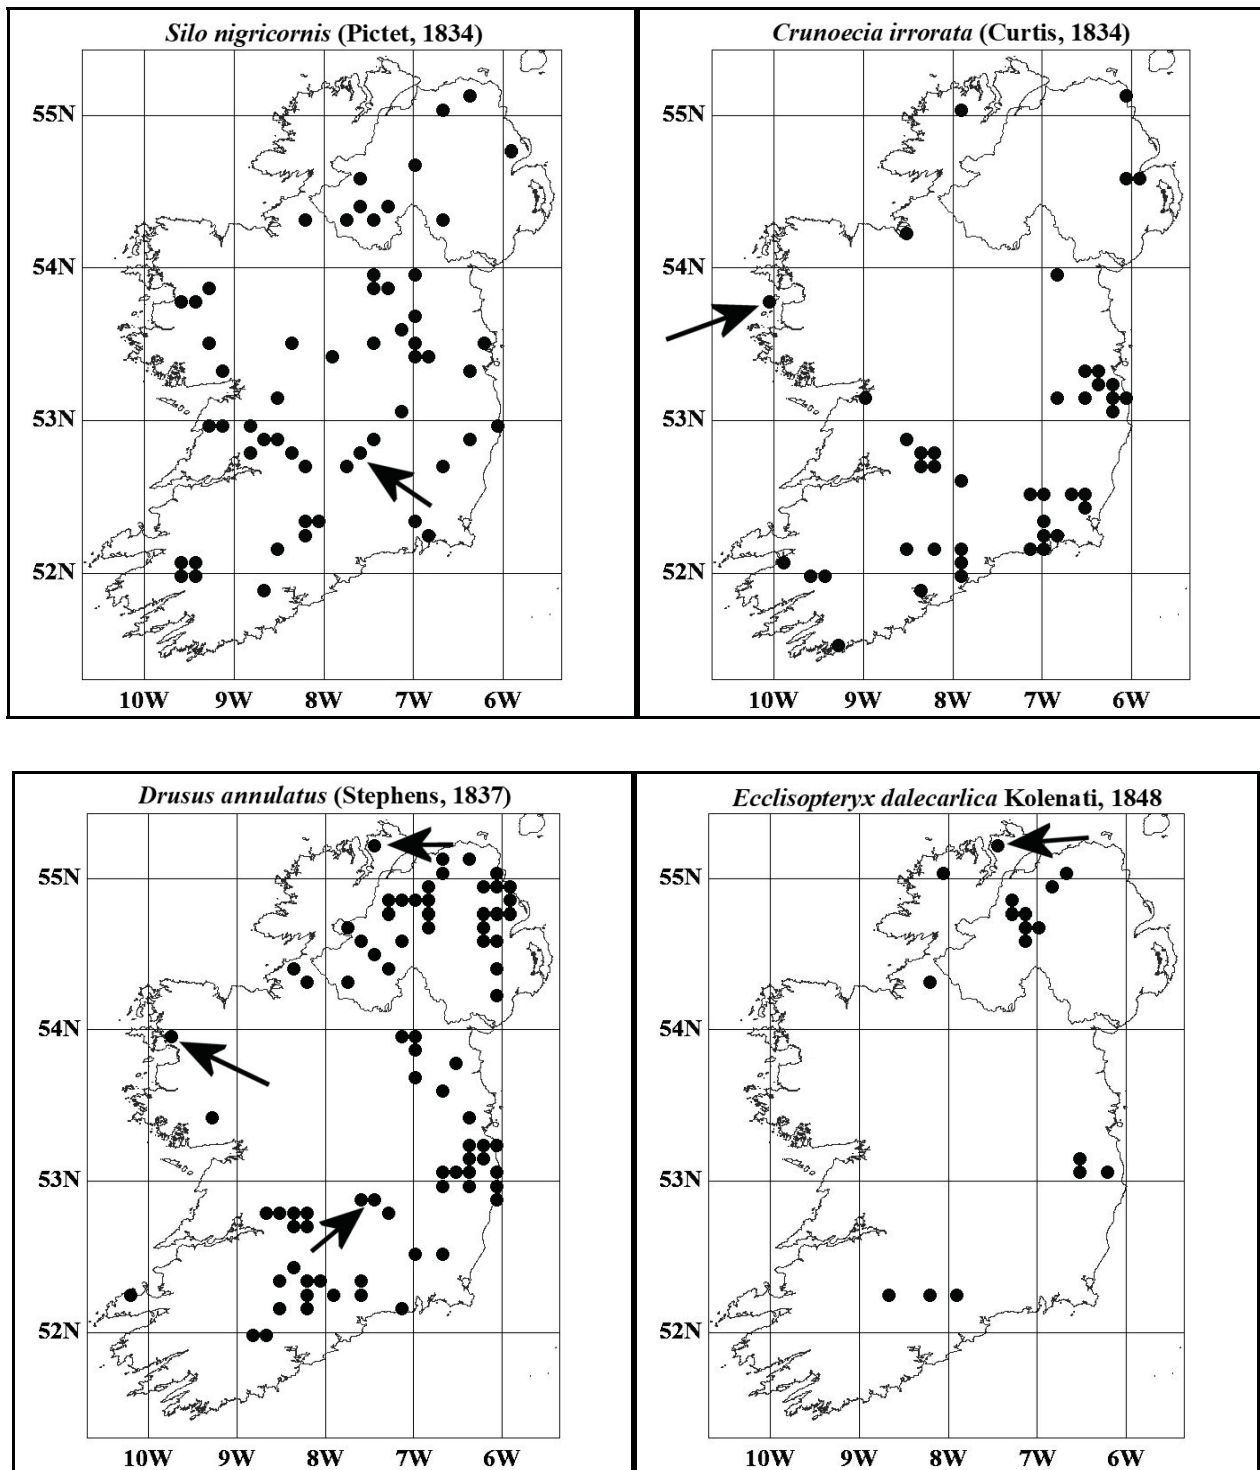 Silo nigricornis (Pictet, 1834)
55N
54N
53N
52N
10W 9W 8W 7W 6W
Crunoecia irrorata (Curtis, 1834)
55N
54N
53N
52N
10W 9W 8W 7W 6W
Drusus annulatus (Stephens, 1837)
55N
54N
53N
52N
10W 9W 8W 7W 6W
Ecclisopteryx dalecarlica Kolenati, 1848
55N
54N
53N
52N
10W 9W 8W 7W 6W